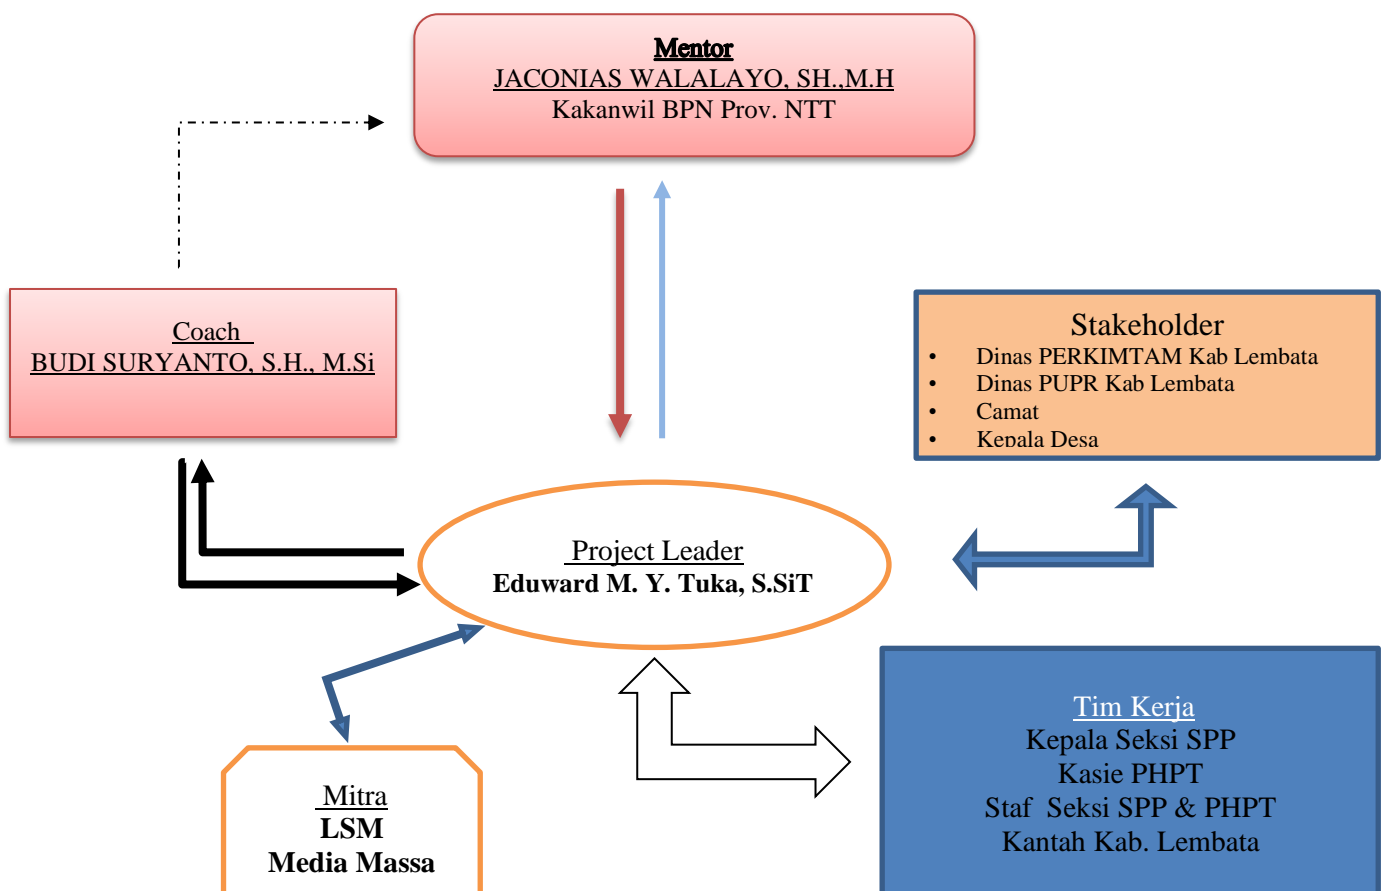 Mentor
JACONIAS WALALAYO, SH.,M.H
Kakanwil BPN Prov. NTT
Coach
BUDI SURYANTO, S.H., M.Si
Stakeholder
• Dinas PERKIMTAM Kab Lembata
• Dinas PUPR Kab Lembata
• Camat
• Kepala Desa
Project Leader
Eduward M. Y. Tuka, S.SiT
Tim Kerja
Kepala Seksi SPP
Kasie PHPT
Staf Seksi SPP & PHPT
Kantah Kab. Lembata
Mitra
LSM
Media Massa